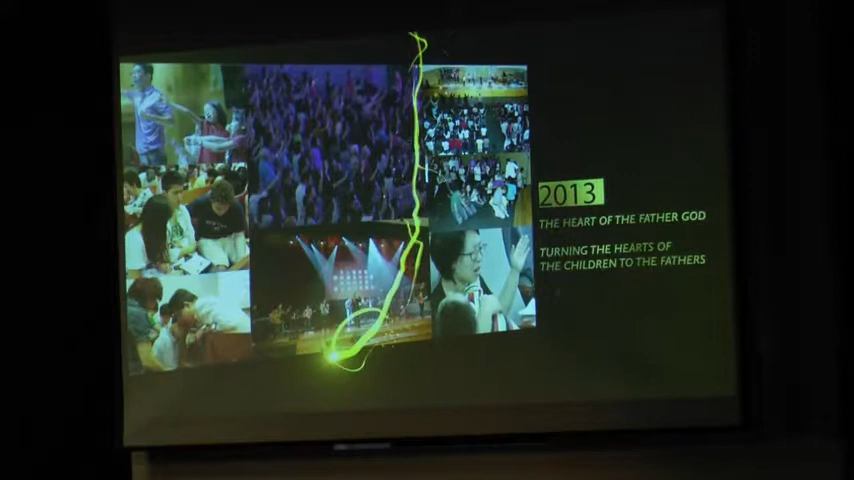 2013
THE HEART OF THE FATHER GOD
TURNING THE HEARTS OF
THE CHILDREN TO THE FATHERS